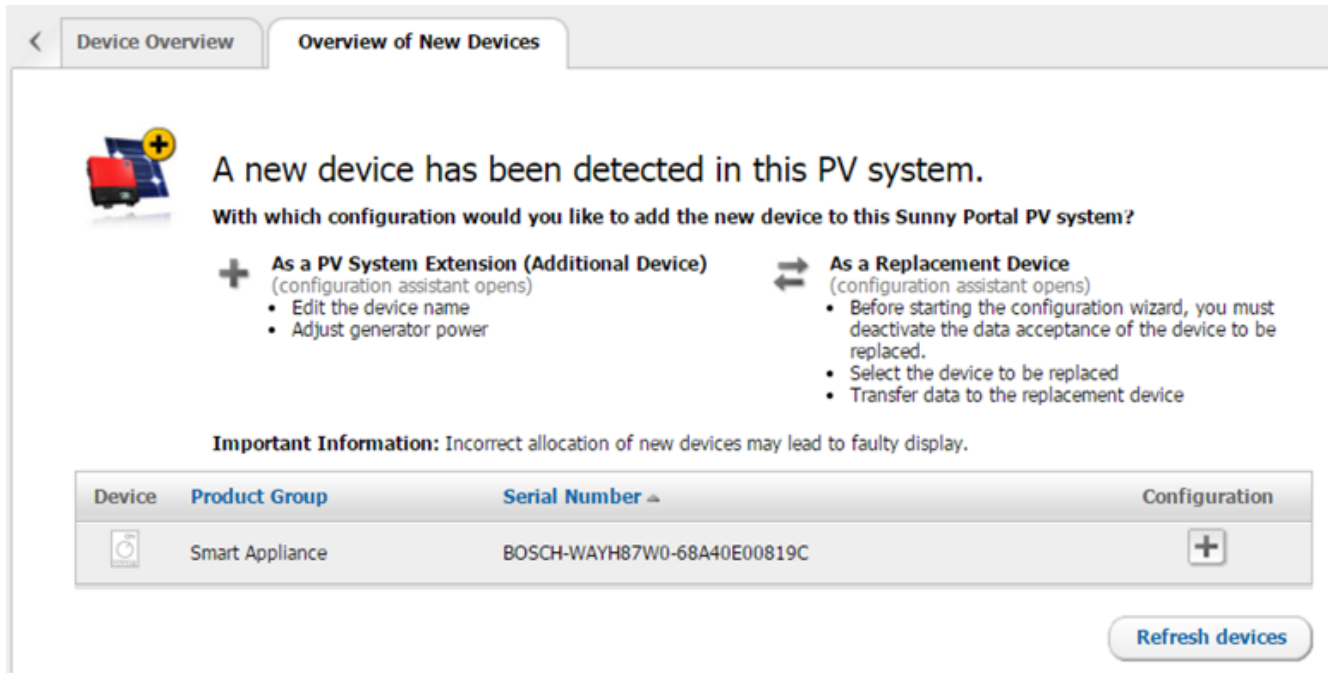 Device Overview
Overview of New Devices
A new device has been detected in this PV system.
With which configuration would you like to add the new device to this Sunny Portal PV system?
As a PV System Extension (Additional Device)
(configuration assistant opens)
• Edit the device name
• Adjust generator power
As a Replacement Device
(configuration assistant opens)
• Before starting the configuration wizard, you must
deactivate the data acceptance of the device to be
replaced.
• Select the device to be replaced
• Transfer data to the replacement device
Important Information: Incorrect allocation of new devices may lead to faulty display.
Device Product Group Serial Number Configuration
Smart Appliance BOSCH-WAYH87W0-68A40E00819C
Refresh devices